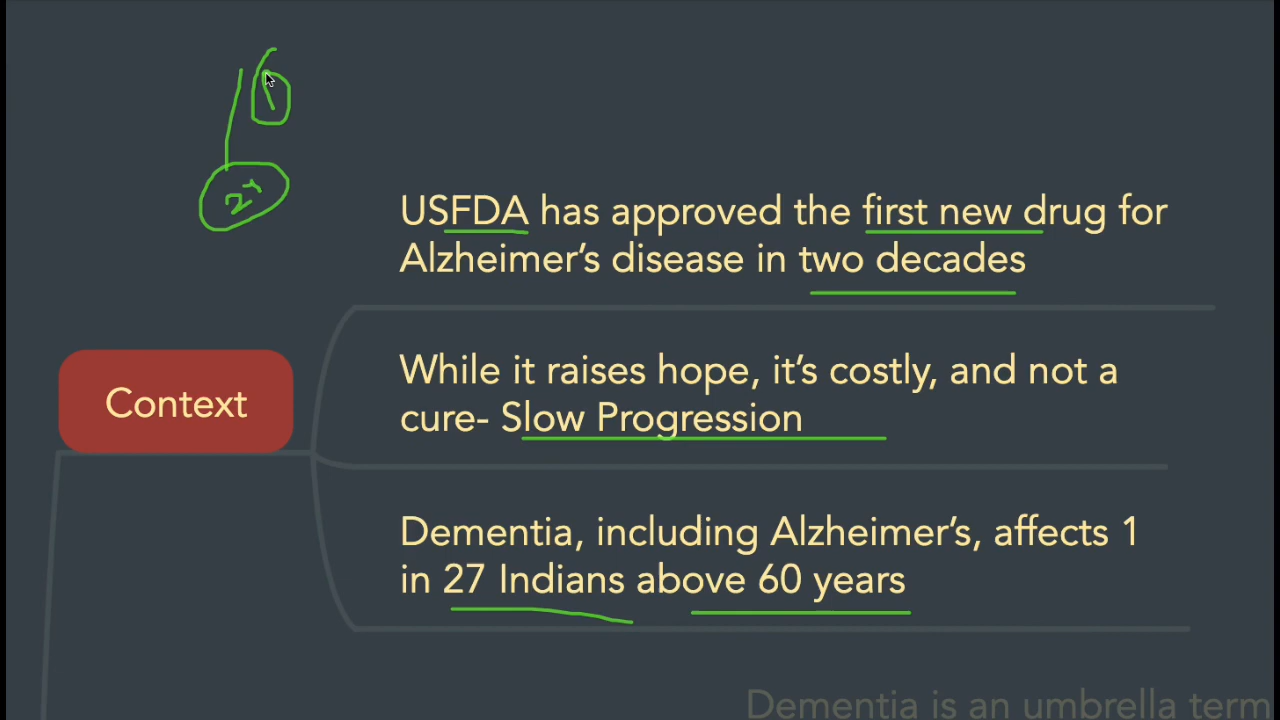 USFDA has approved the first new drug for
Alzheimer's disease in two decades
While it raises hope, it's costly, and not a
cure- Slow Progression
Context
Dementia, including Alzheimer's, affects 1
in 27 Indians above 60 years
Dementia is an umbrella term